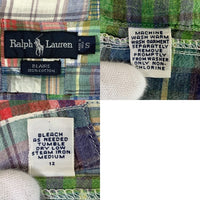 Ralph Lauren
BLAIRE
100% COTTON
MACHINE
WASH WARM
WASH GARMENT
SEPARATELY
REMOVE
PROMPTLY
FROM WASHER
ONLY NON-
CHLORINE
BLEACH
AS NEEDED
TUMBLE
DRY LOW
STEAM IRON
MEDIUM
12